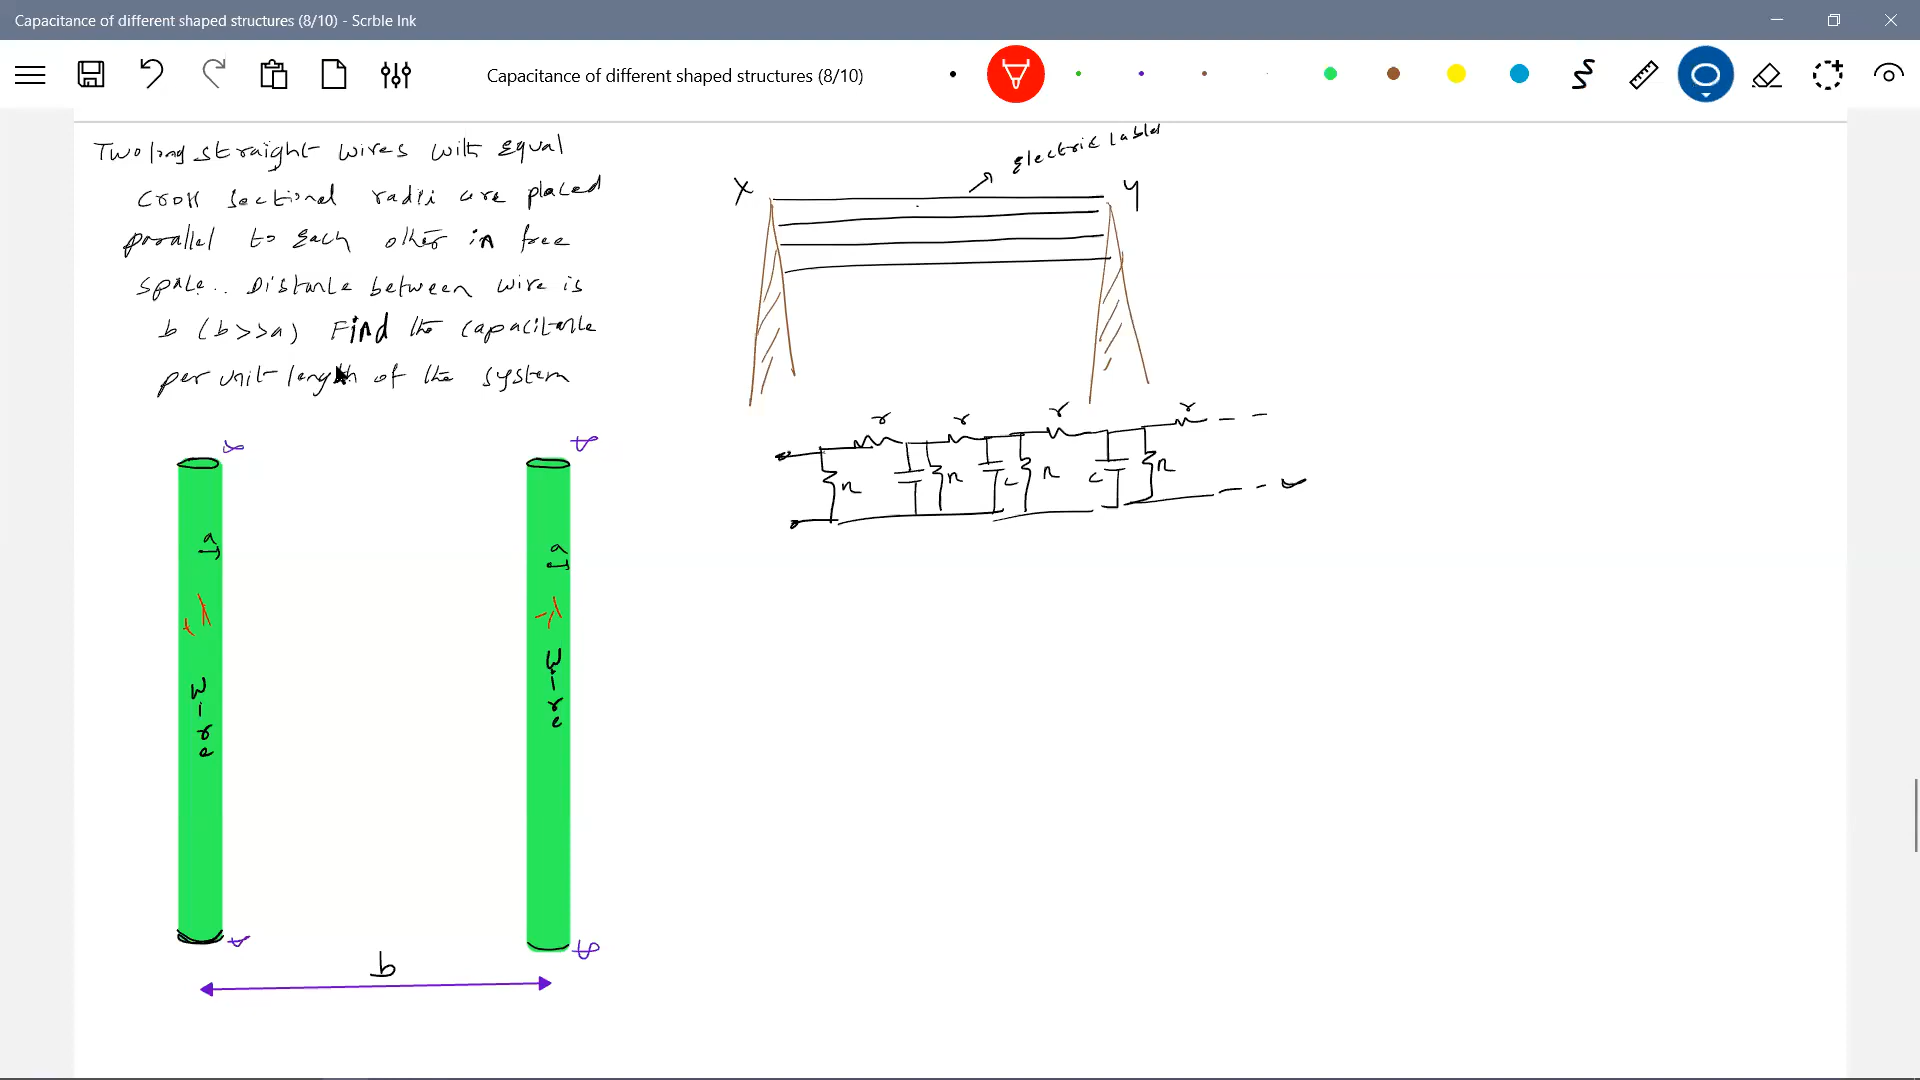 Capacitance of different shaped structures (8/10) - Scrble Ink
Capacitance of different shaped structures (8/10)
Two long straight wires with equal
cross sectional radii are placed
parallel to each other in free
space.. Distance between wire is
b (b>>a) Find the capacitance
per unit length of the system
X
Y
electric cables
r r r r
R R C R C R
a
a
+λ
-λ
wire
wire
b